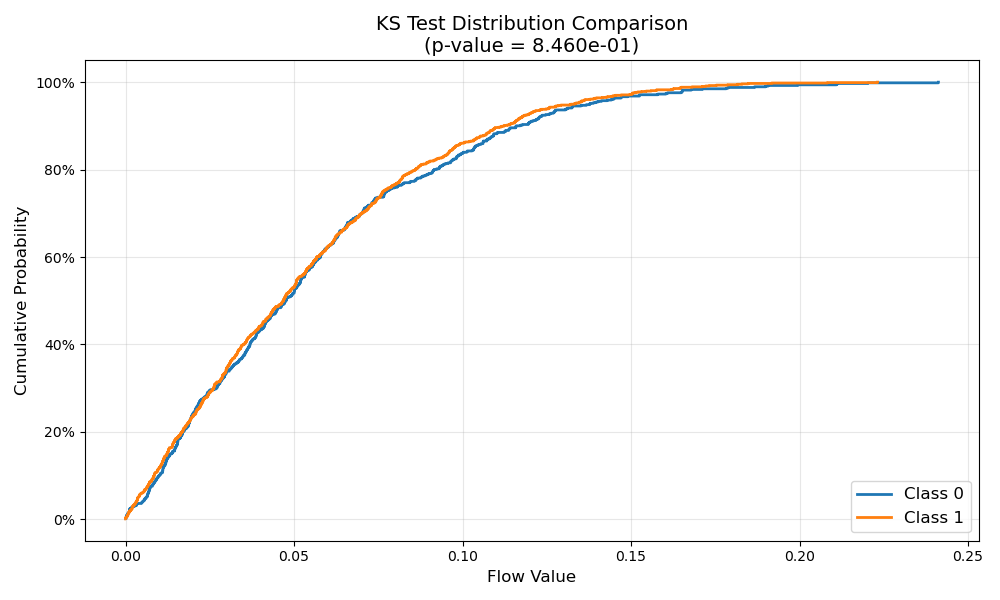 KS Test Distribution Comparison
(p-value = 8.460e-01)
Cumulative Probability
100%
80%
60%
40%
20%
0%
Class 0
Class 1
0.00 0.05 0.10 0.15 0.20 0.25
Flow Value